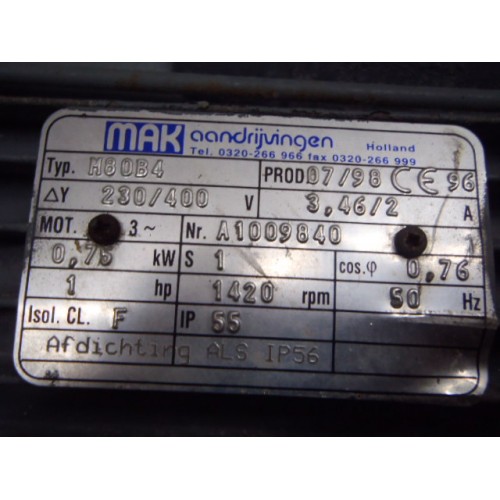 MAK aandrijvingen Holland
Tel. 0320-266 966 fax 0320-266 999
Typ. M80B4 PROD 07/98 CE 96
ΔY 230/400 V 3,46/2 A
MOT. 3~ Nr. A1009840
0,75 kW S 1 cos.φ 0,76
1 hp 1420 rpm 50 Hz
Isol. CL. F IP 55
Afdichting ALS IP56